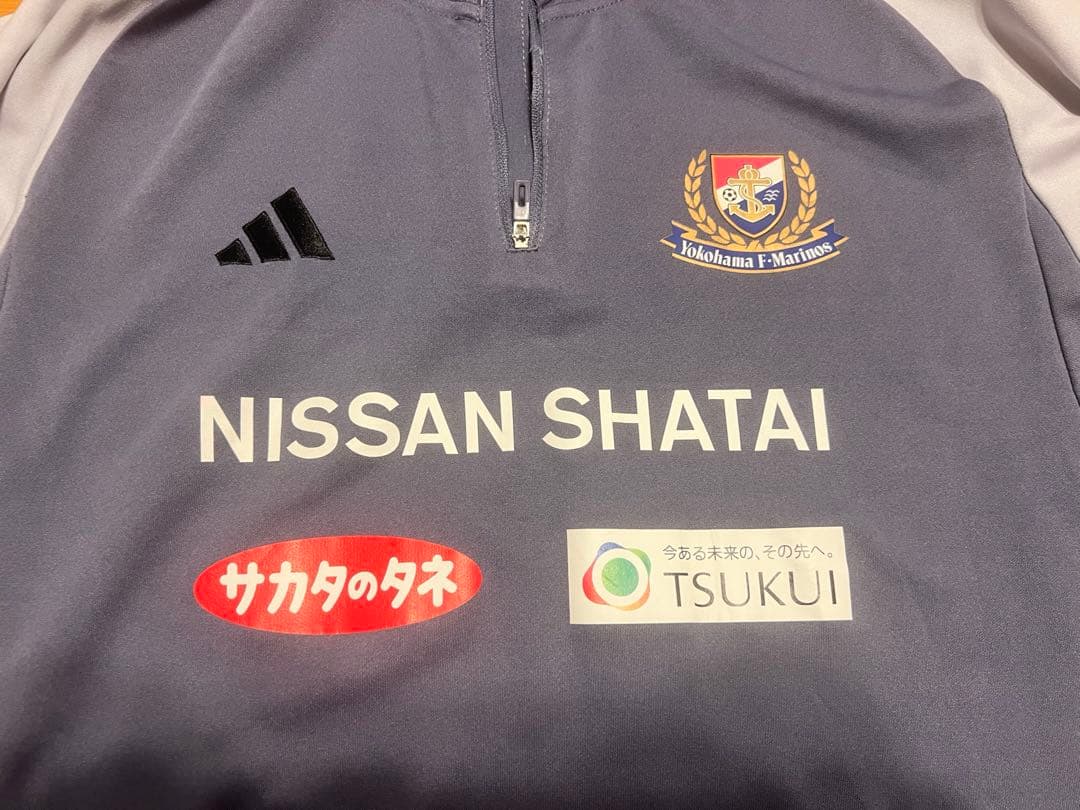 Yokohama F·Marinos
NISSAN SHATAI
サカタのタネ
今ある未来の、その先へ。
TSUKUI